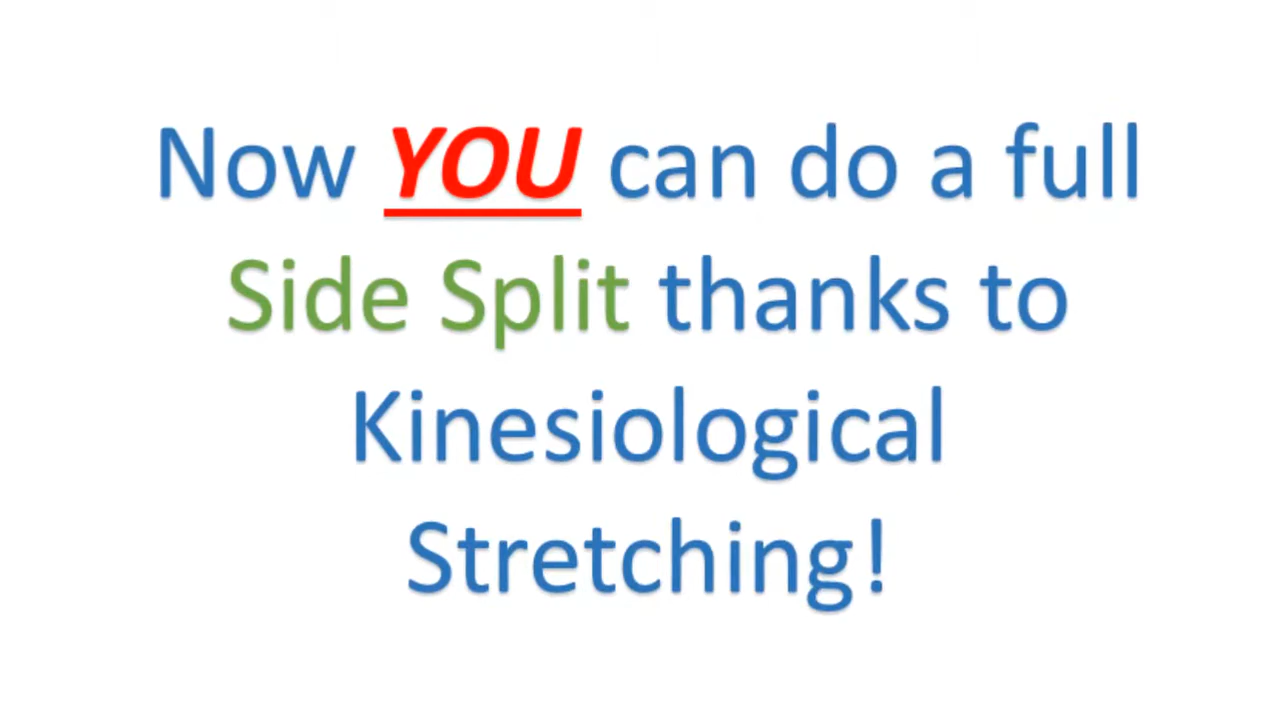 Now YOU can do a full
Side Split thanks to
Kinesiological
Stretching!